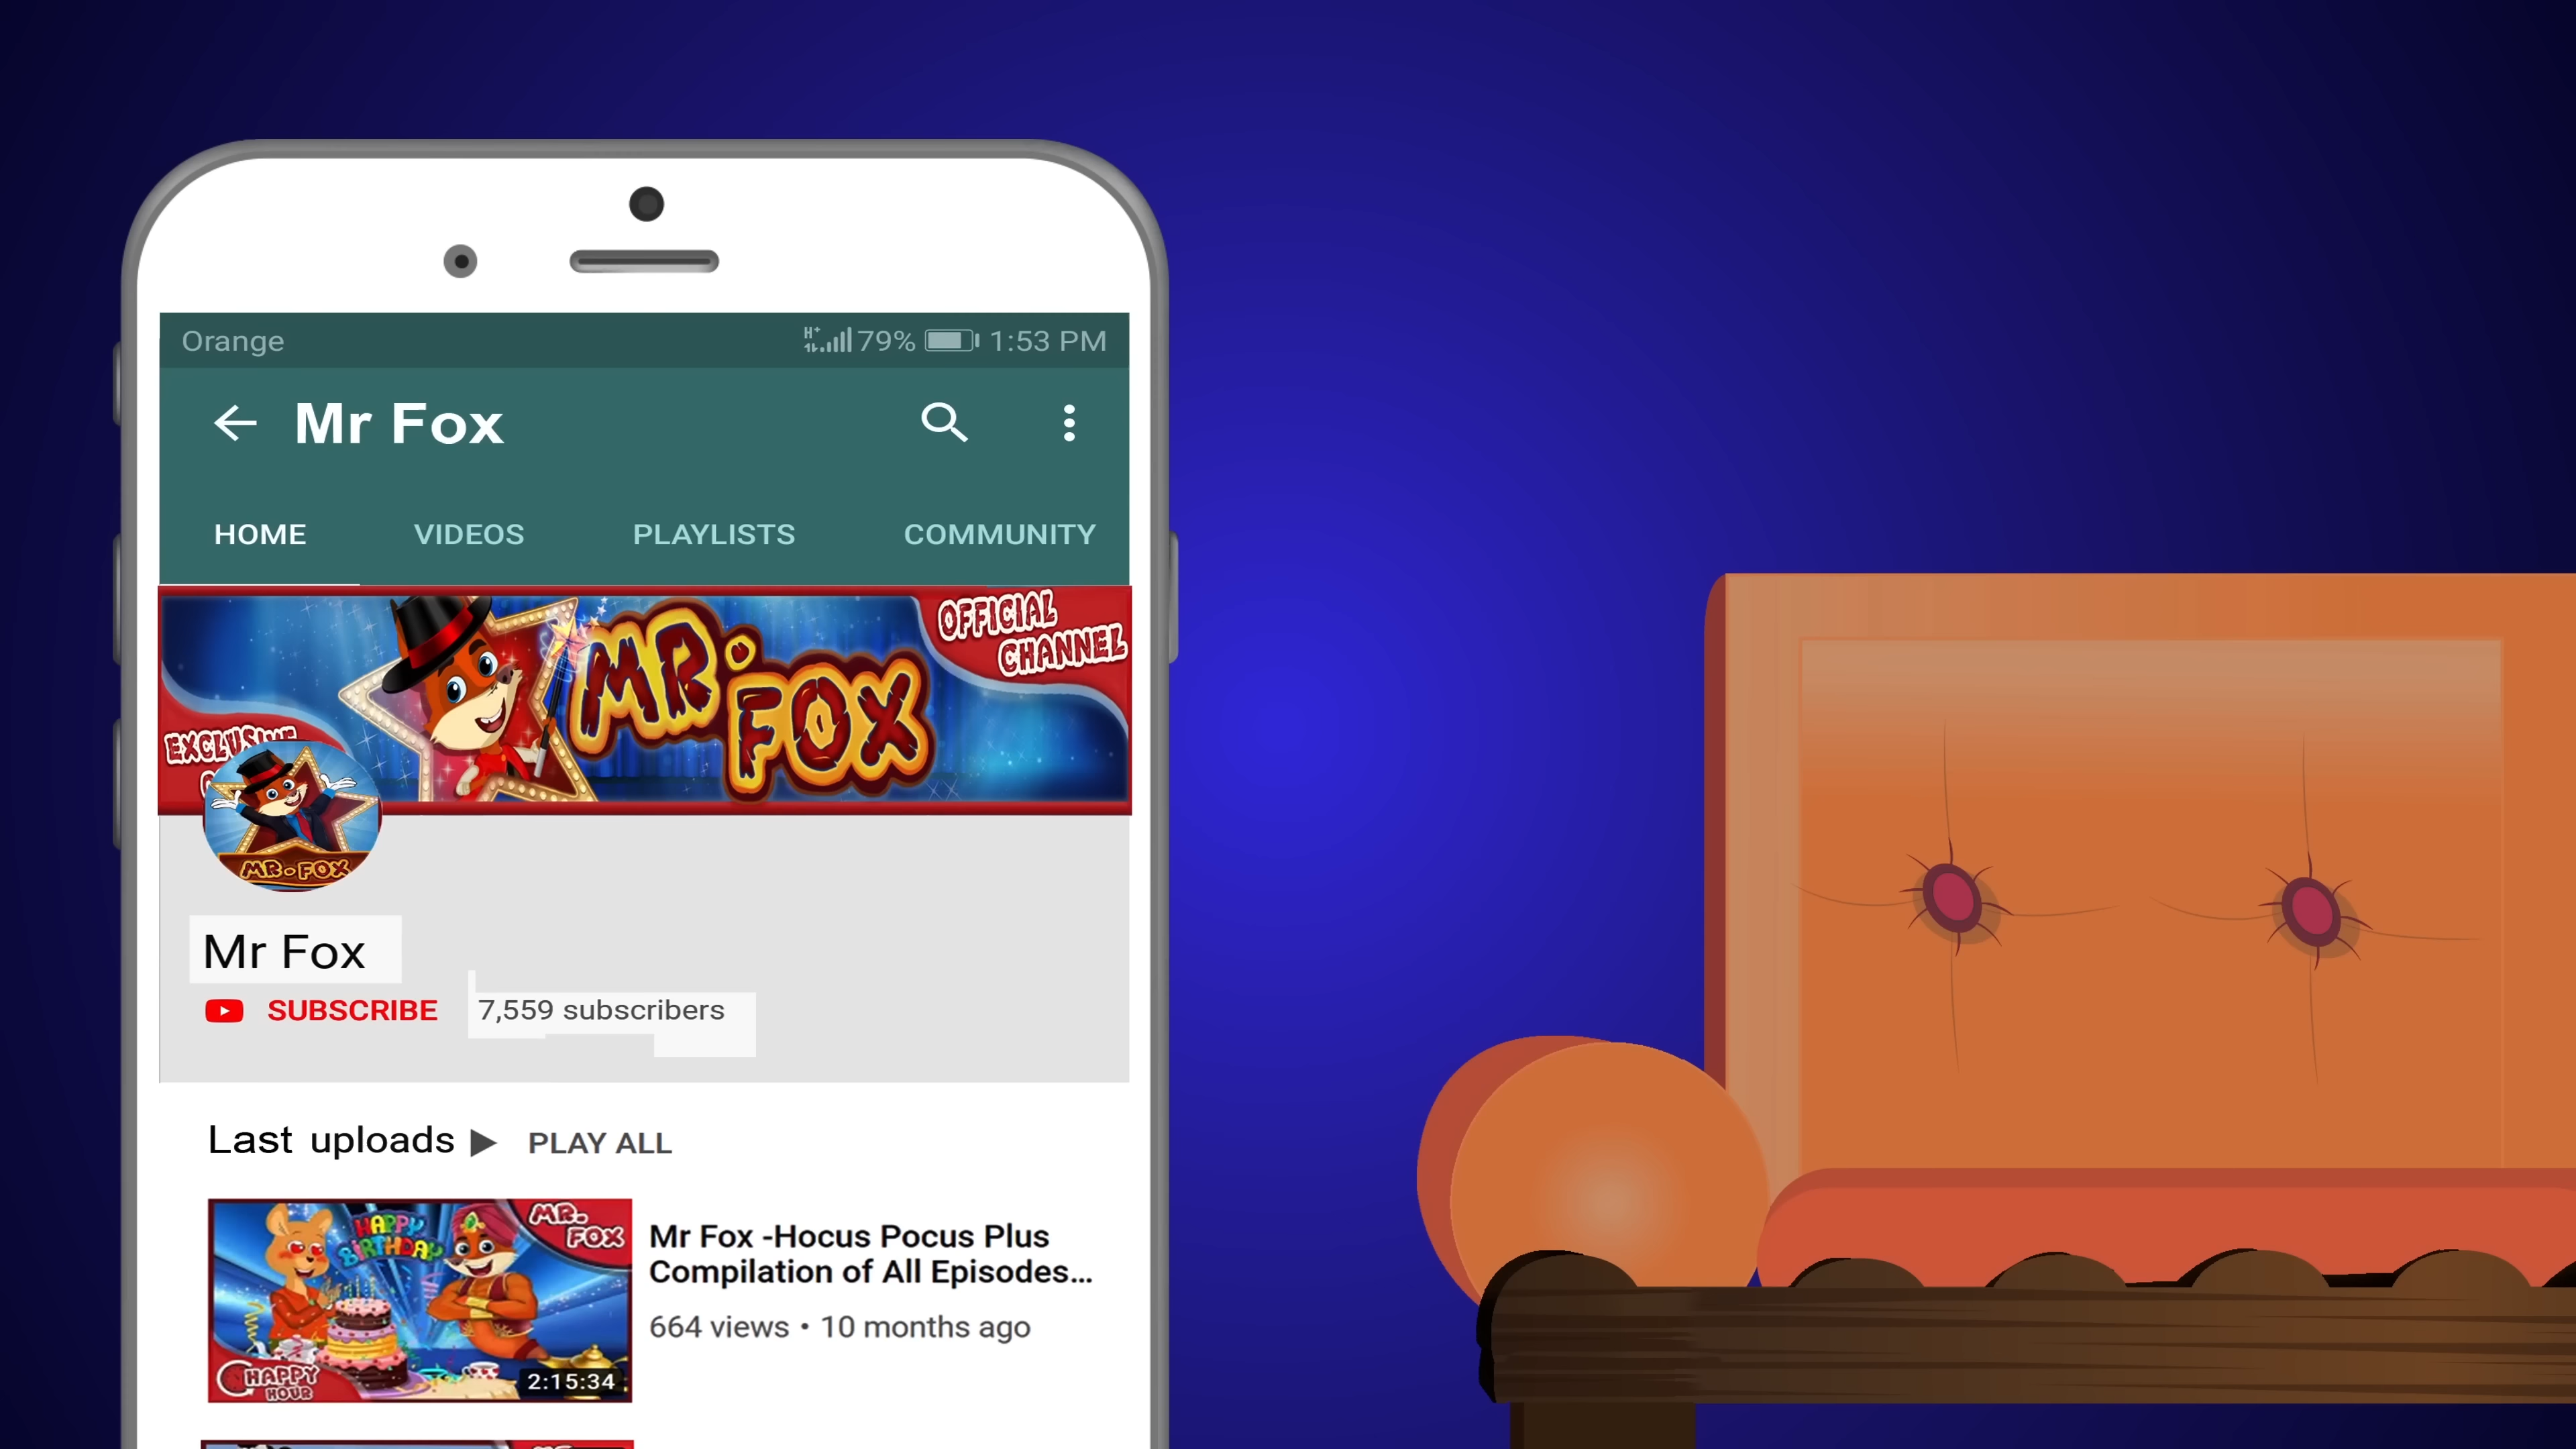 Orange
H+ 79% 1:53 PM
Mr Fox
HOME VIDEOS PLAYLISTS COMMUNITY
OFFICIAL
CHANNEL
MR.
FOX
EXCLUSIVE
MR. FOX
Mr Fox
SUBSCRIBE 7,559 subscribers
Last uploads PLAY ALL
HAPPY
BIRTHDAY
MR.
FOX
CHAPPY
HOUR
2:15:34
Mr Fox -Hocus Pocus Plus
Compilation of All Episodes...
664 views • 10 months ago